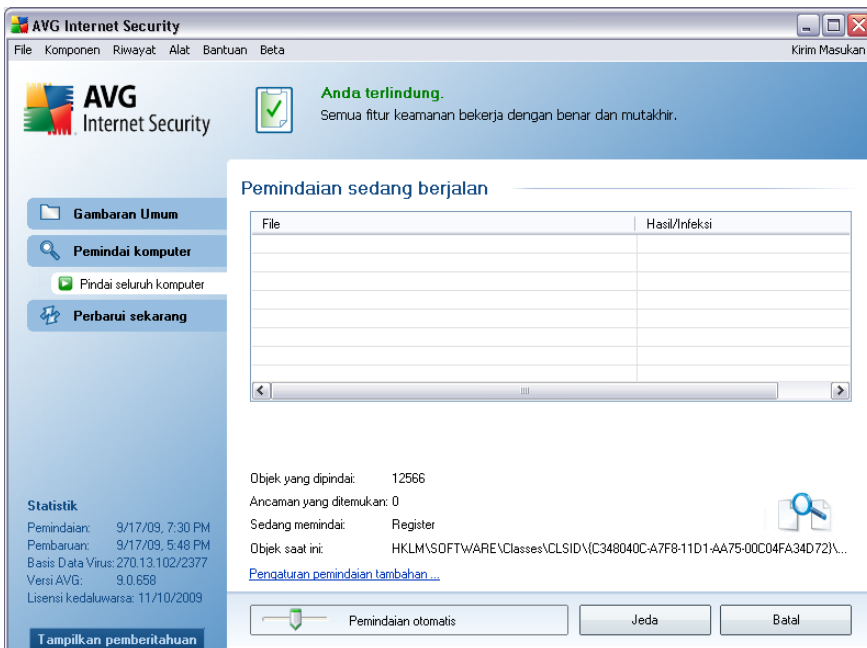 AVG Internet Security
File Komponen Riwayat Alat Bantuan Beta Kirim Masukan
AVG
Internet Security
Anda terlindung.
Semua fitur keamanan bekerja dengan benar dan mutakhir.
Gambaran Umum
Pemindai komputer
Pindai seluruh komputer
Perbarui sekarang
Statistik
Pemindaian: 9/17/09, 7:30 PM
Pembaruan: 9/17/09, 5:48 PM
Basis Data Virus: 270.13.102/2377
Versi AVG: 9.0.658
Lisensi kedaluwarsa: 11/10/2009
Tampilkan pemberitahuan
Pemindaian sedang berjalan
File Hasil/Infeksi
Objek yang dipindai: 12566
Ancaman yang ditemukan: 0
Sedang memindai: Register
Objek saat ini: HKLM\SOFTWARE\Classes\CLSID\{C348040C-A7F8-11D1-AA75-00C04FA34D72}\...
Pengaturan pemindaian tambahan ...
Pemindaian otomatis
Jeda
Batal